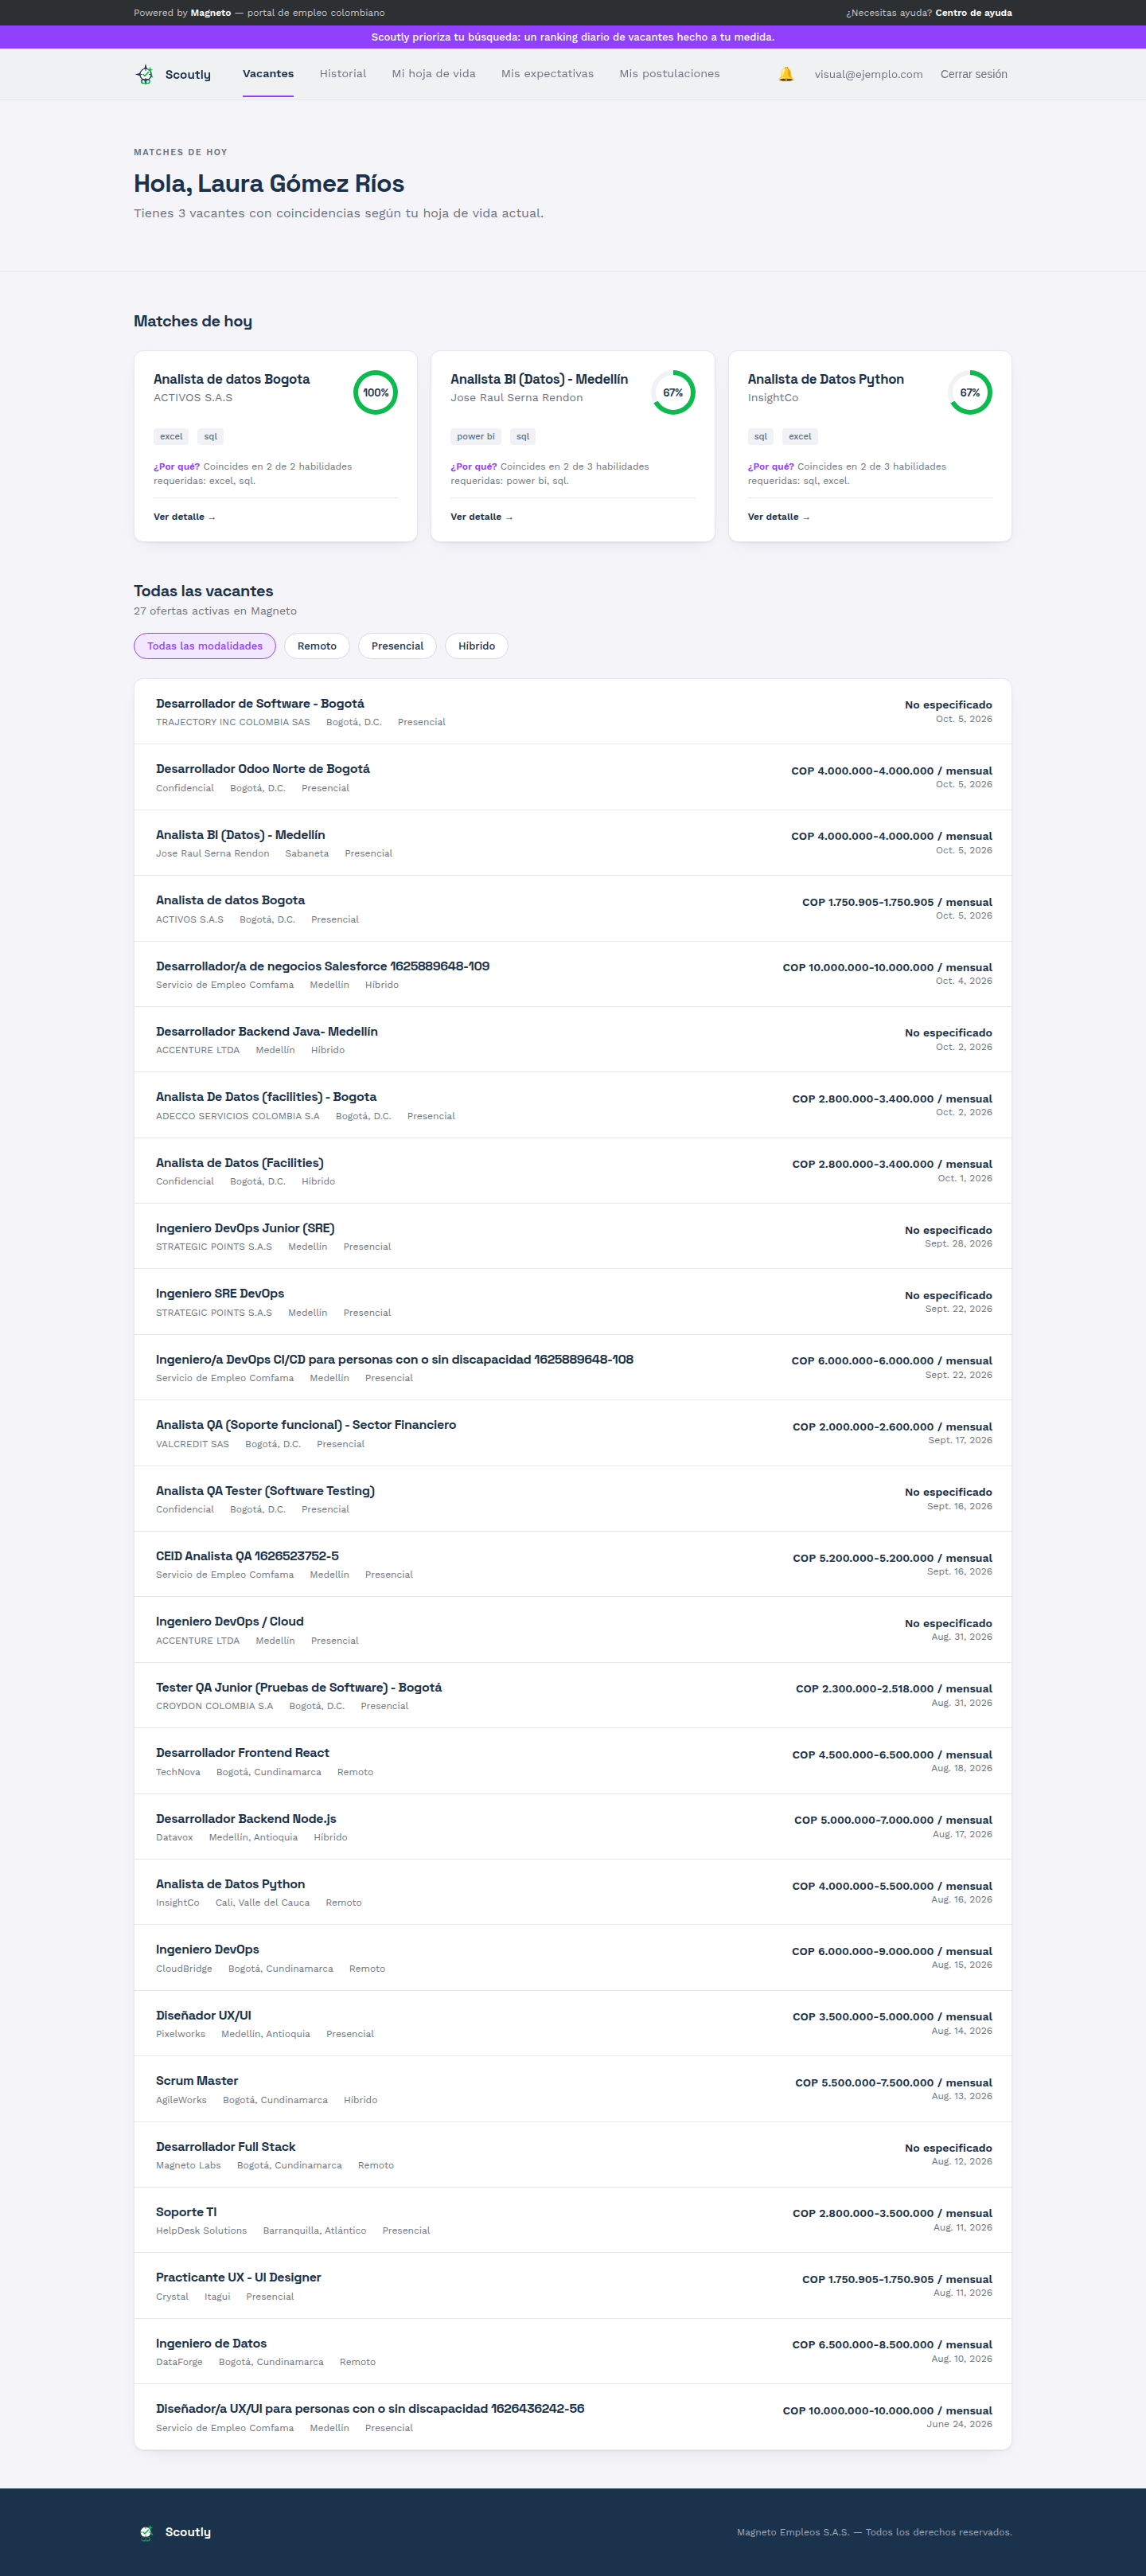 Powered by Magneto — portal de empleo colombiano
¿Necesitas ayuda? Centro de ayuda
Scoutly prioriza tu búsqueda: un ranking diario de vacantes hecho a tu medida.
Scoutly
Vacantes
Historial
Mi hoja de vida
Mis expectativas
Mis postulaciones
visual@ejemplo.com
Cerrar sesión
MATCHES DE HOY
Hola, Laura Gómez Ríos
Tienes 3 vacantes con coincidencias según tu hoja de vida actual.
Matches de hoy
Analista de datos Bogota
ACTIVOS S.A.S
100%
excel sql
¿Por qué? Coincides en 2 de 2 habilidades
requeridas: excel, sql.
Ver detalle →
Analista BI (Datos) - Medellín
Jose Raul Serna Rendon
67%
power bi sql
¿Por qué? Coincides en 2 de 3 habilidades
requeridas: power bi, sql.
Ver detalle →
Analista de Datos Python
InsightCo
67%
sql excel
¿Por qué? Coincides en 2 de 3 habilidades
requeridas: sql, excel.
Ver detalle →
Todas las vacantes
27 ofertas activas en Magneto
Todas las modalidades
Remoto
Presencial
Híbrido
Desarrollador de Software - Bogotá
TRAJECTORY INC COLOMBIA SAS Bogotá, D.C. Presencial
No especificado
Oct. 5, 2026
Desarrollador Odoo Norte de Bogotá
Confidencial Bogotá, D.C. Presencial
COP 4.000.000-4.000.000 / mensual
Oct. 5, 2026
Analista BI (Datos) - Medellín
Jose Raul Serna Rendon Sabaneta Presencial
COP 4.000.000-4.000.000 / mensual
Oct. 5, 2026
Analista de datos Bogota
ACTIVOS S.A.S Bogotá, D.C. Presencial
COP 1.750.905-1.750.905 / mensual
Oct. 5, 2026
Desarrollador/a de negocios Salesforce 1625889648-109
Servicio de Empleo Comfama Medellín Híbrido
COP 10.000.000-10.000.000 / mensual
Oct. 4, 2026
Desarrollador Backend Java- Medellín
ACCENTURE LTDA Medellín Híbrido
No especificado
Oct. 2, 2026
Analista De Datos (facilities) - Bogota
ADECCO SERVICIOS COLOMBIA S.A Bogotá, D.C. Presencial
COP 2.800.000-3.400.000 / mensual
Oct. 2, 2026
Analista de Datos (Facilities)
Confidencial Bogotá, D.C. Híbrido
COP 2.800.000-3.400.000 / mensual
Oct. 1, 2026
Ingeniero DevOps Junior (SRE)
STRATEGIC POINTS S.A.S Medellín Presencial
No especificado
Sept. 28, 2026
Ingeniero SRE DevOps
STRATEGIC POINTS S.A.S Medellín Presencial
No especificado
Sept. 22, 2026
Ingeniero/a DevOps CI/CD para personas con o sin discapacidad 1625889648-108
Servicio de Empleo Comfama Medellín Presencial
COP 6.000.000-6.000.000 / mensual
Sept. 22, 2026
Analista QA (Soporte funcional) - Sector Financiero
VALCREDIT SAS Bogotá, D.C. Presencial
COP 2.000.000-2.600.000 / mensual
Sept. 17, 2026
Analista QA Tester (Software Testing)
Confidencial Bogotá, D.C. Presencial
No especificado
Sept. 16, 2026
CEID Analista QA 1626523752-5
Servicio de Empleo Comfama Medellín Presencial
COP 5.200.000-5.200.000 / mensual
Sept. 16, 2026
Ingeniero DevOps / Cloud
ACCENTURE LTDA Medellín Presencial
No especificado
Aug. 31, 2026
Tester QA Junior (Pruebas de Software) - Bogotá
CROYDON COLOMBIA S.A Bogotá, D.C. Presencial
COP 2.300.000-2.518.000 / mensual
Aug. 31, 2026
Desarrollador Frontend React
TechNova Bogotá, Cundinamarca Remoto
COP 4.500.000-6.500.000 / mensual
Aug. 18, 2026
Desarrollador Backend Node.js
Datavox Medellín, Antioquia Híbrido
COP 5.000.000-7.000.000 / mensual
Aug. 17, 2026
Analista de Datos Python
InsightCo Cali, Valle del Cauca Remoto
COP 4.000.000-5.500.000 / mensual
Aug. 16, 2026
Ingeniero DevOps
CloudBridge Bogotá, Cundinamarca Remoto
COP 6.000.000-9.000.000 / mensual
Aug. 15, 2026
Diseñador UX/UI
Pixelworks Medellín, Antioquia Presencial
COP 3.500.000-5.000.000 / mensual
Aug. 14, 2026
Scrum Master
AgileWorks Bogotá, Cundinamarca Híbrido
COP 5.500.000-7.500.000 / mensual
Aug. 13, 2026
Desarrollador Full Stack
Magneto Labs Bogotá, Cundinamarca Remoto
No especificado
Aug. 12, 2026
Soporte TI
HelpDesk Solutions Barranquilla, Atlántico Presencial
COP 2.800.000-3.500.000 / mensual
Aug. 11, 2026
Practicante UX - UI Designer
Crystal Itagui Presencial
COP 1.750.905-1.750.905 / mensual
Aug. 11, 2026
Ingeniero de Datos
DataForge Bogotá, Cundinamarca Remoto
COP 6.500.000-8.500.000 / mensual
Aug. 10, 2026
Diseñador/a UX/UI para personas con o sin discapacidad 1626436242-56
Servicio de Empleo Comfama Medellín Presencial
COP 10.000.000-10.000.000 / mensual
June 24, 2026
Scoutly
Magneto Empleos S.A.S. — Todos los derechos reservados.